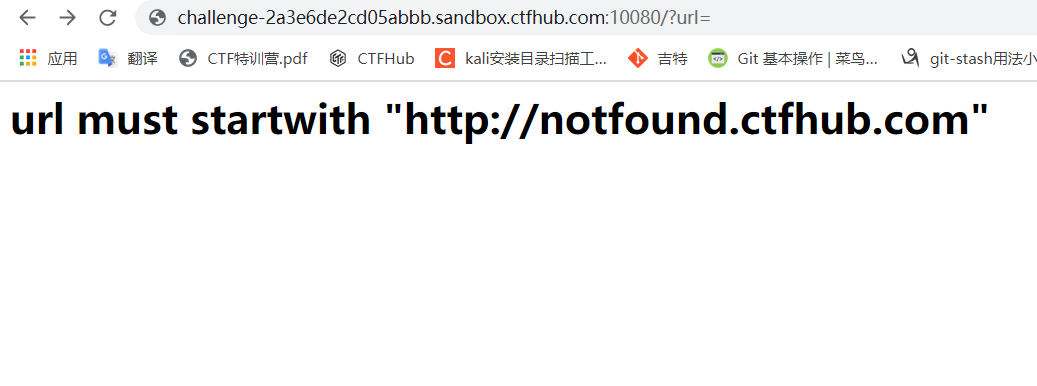 challenge-2a3e6de2cd05abbb.sandbox.ctfhub.com:10080/?url=
应用 翻译 CTF特训营.pdf CTFHub C kali安装目录扫描工... 吉特 Git 基本操作 | 菜鸟... git-stash用法小
url must startwith "http://notfound.ctfhub.com"